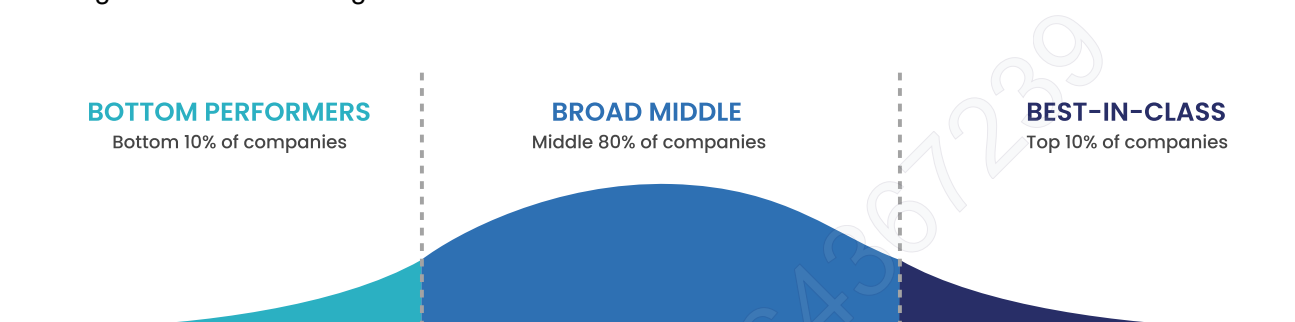 BOTTOM PERFORMERS
Bottom 10% of companies
BROAD MIDDLE
Middle 80% of companies
BEST-IN-CLASS
Top 10% of companies
64367239